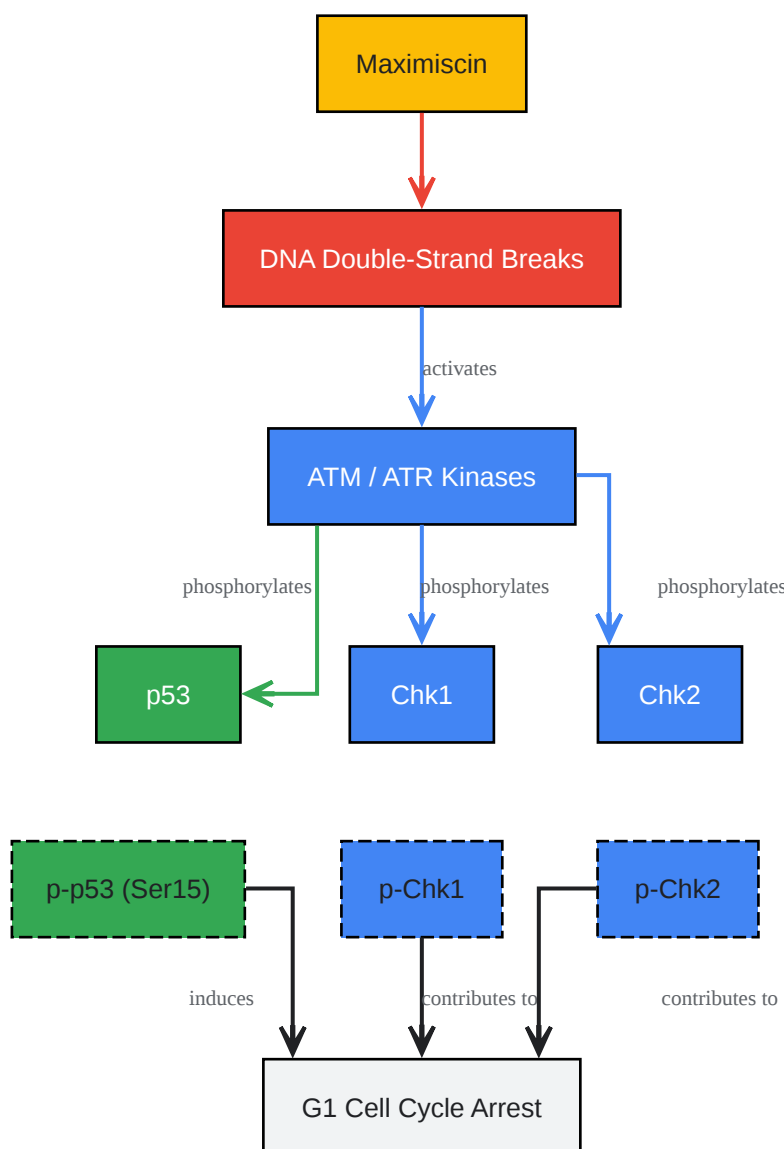 Maximiscin
DNA Double-Strand Breaks
activates
ATM / ATR Kinases
phosphorylates
phosphorylates
phosphorylates
p53
Chk1
Chk2
p-p53 (Ser15)
p-Chk1
p-Chk2
induces
contributes to
contributes to
G1 Cell Cycle Arrest